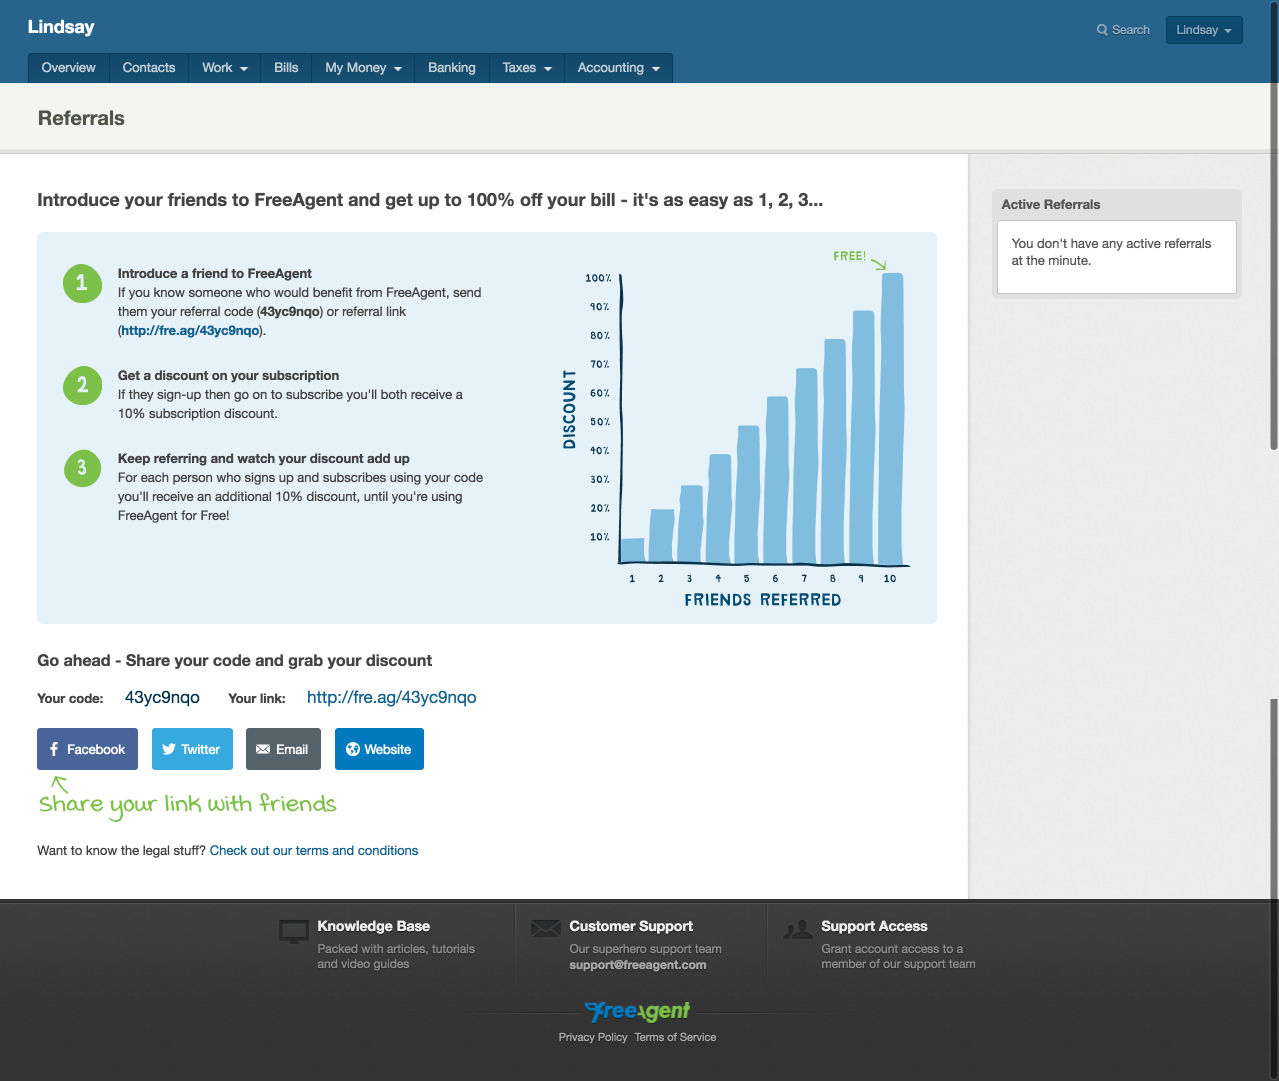 Lindsay
Search
Lindsay
Overview
Contacts
Work
Bills
My Money
Banking
Taxes
Accounting
Referrals
Introduce your friends to FreeAgent and get up to 100% off your bill - it's as easy as 1, 2, 3...
1
Introduce a friend to FreeAgent
If you know someone who would benefit from FreeAgent, send
them your referral code (43yc9nqo) or referral link
(http://fre.ag/43yc9nqo).
2
Get a discount on your subscription
If they sign-up then go on to subscribe you'll both receive a
10% subscription discount.
3
Keep referring and watch your discount add up
For each person who signs up and subscribes using your code
you'll receive an additional 10% discount, until you're using
FreeAgent for Free!
FREE!
100%
90%
80%
70%
60%
50%
40%
30%
20%
10%
DISCOUNT
1 2 3 4 5 6 7 8 9 10
FRIENDS REFERRED
Active Referrals
You don't have any active referrals
at the minute.
Go ahead - Share your code and grab your discount
Your code: 43yc9nqo Your link: http://fre.ag/43yc9nqo
Facebook
Twitter
Email
Website
Share your link with friends
Want to know the legal stuff? Check out our terms and conditions
Knowledge Base
Packed with articles, tutorials
and video guides
Customer Support
Our superhero support team
support@freeagent.com
Support Access
Grant account access to a
member of our support team
FreeAgent
Privacy Policy Terms of Service